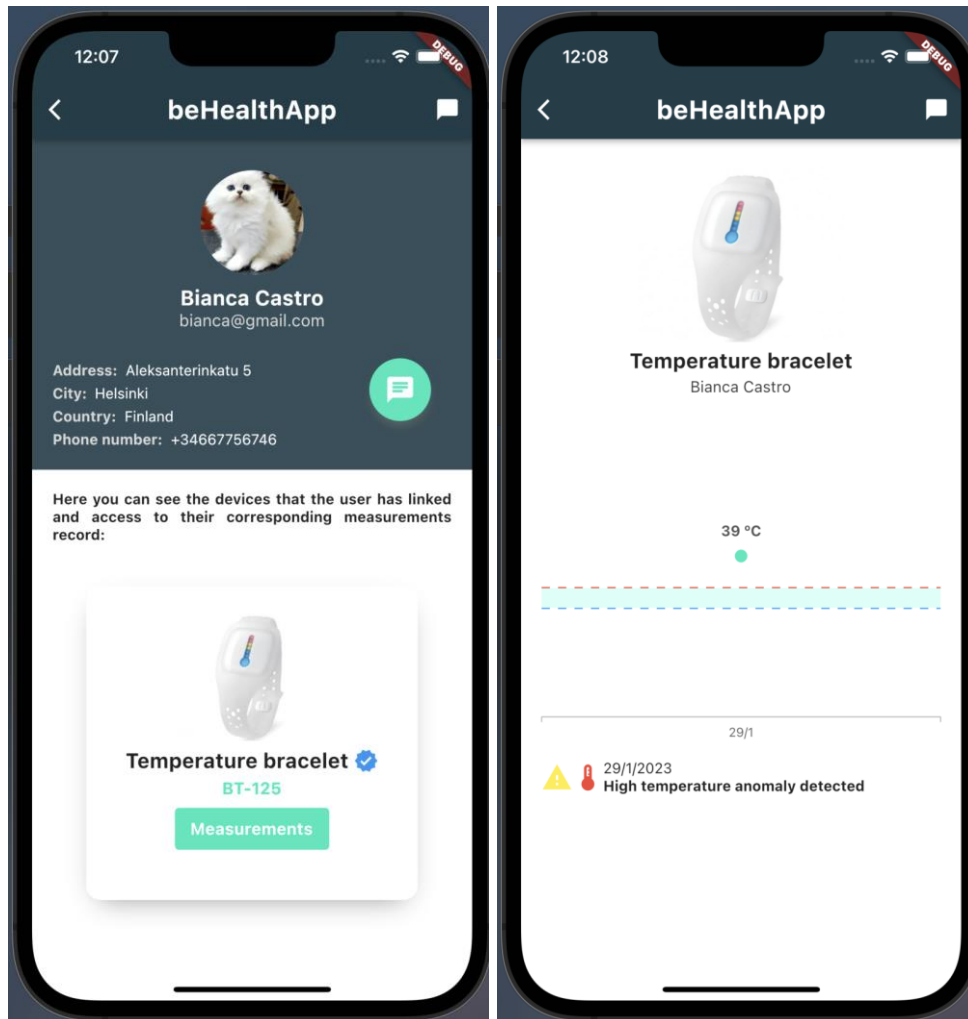 12:07
DEBUG
beHealthApp
Bianca Castro
bianca@gmail.com
Address: Aleksanterinkatu 5
City: Helsinki
Country: Finland
Phone number: +34667756746
Here you can see the devices that the user has linked
and access to their corresponding measurements
record:
Temperature bracelet
BT-125
Measurements
12:08
DEBUG
beHealthApp
Temperature bracelet
Bianca Castro
39 ºC
29/1
29/1/2023
High temperature anomaly detected